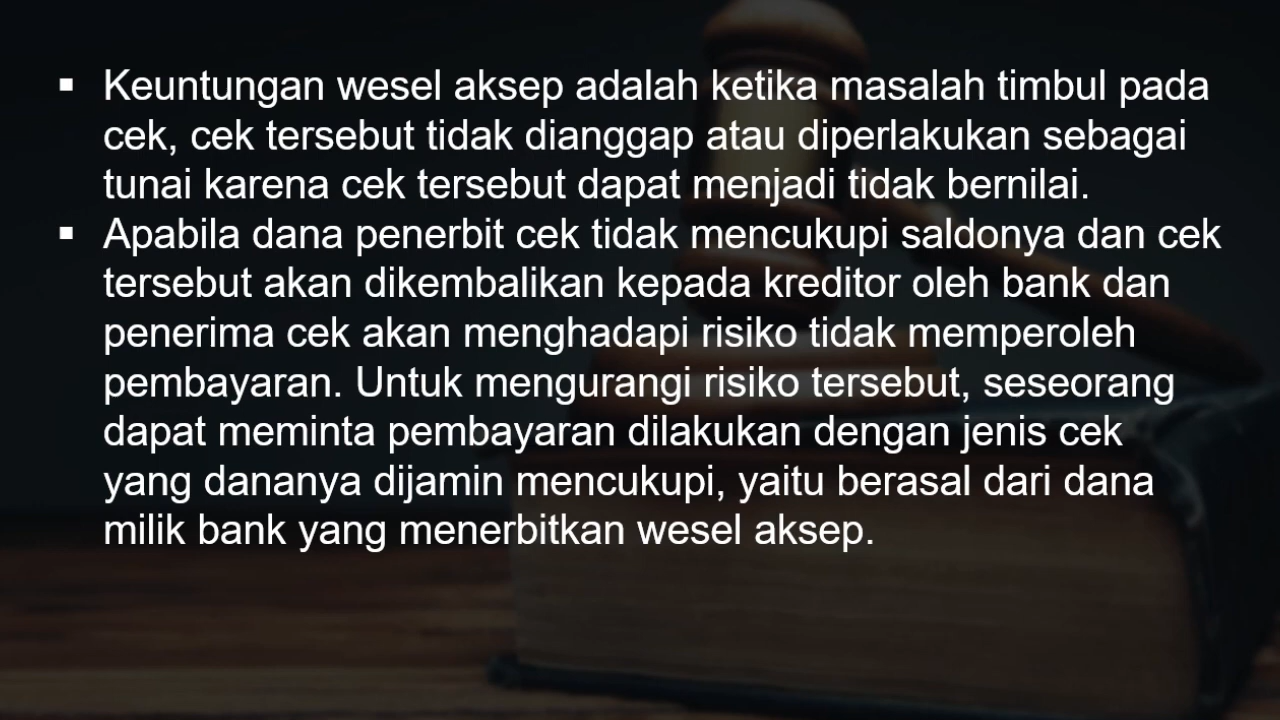 ▪ Keuntungan wesel aksep adalah ketika masalah timbul pada
cek, cek tersebut tidak dianggap atau diperlakukan sebagai
tunai karena cek tersebut dapat menjadi tidak bernilai.
▪ Apabila dana penerbit cek tidak mencukupi saldonya dan cek
tersebut akan dikembalikan kepada kreditor oleh bank dan
penerima cek akan menghadapi risiko tidak memperoleh
pembayaran. Untuk mengurangi risiko tersebut, seseorang
dapat meminta pembayaran dilakukan dengan jenis cek
yang dananya dijamin mencukupi, yaitu berasal dari dana
milik bank yang menerbitkan wesel aksep.